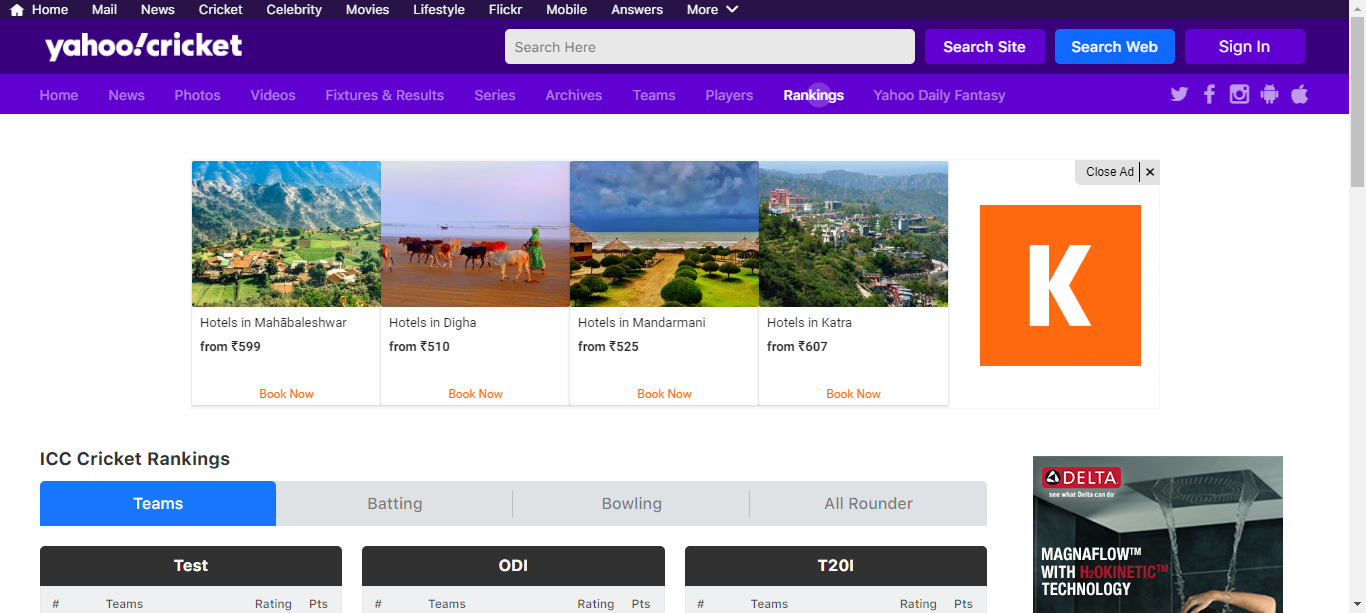 Home Mail News Cricket Celebrity Movies Lifestyle Flickr Mobile Answers More
yahoo!cricket
Search Here
Search Site
Search Web
Sign In
Home News Photos Videos Fixtures & Results Series Archives Teams Players Rankings Yahoo Daily Fantasy
Close Ad
K
Hotels in Mahābaleshwar Hotels in Digha Hotels in Mandarmani Hotels in Katra
from ₹599 from ₹510 from ₹525 from ₹607
Book Now Book Now Book Now Book Now
ICC Cricket Rankings
Teams Batting Bowling All Rounder
Test ODI T20I
# Teams Rating Pts # Teams Rating Pts # Teams Rating Pts
DELTA
see what Delta can do
MAGNAFLOW™
WITH H₂OKINETIC™
TECHNOLOGY